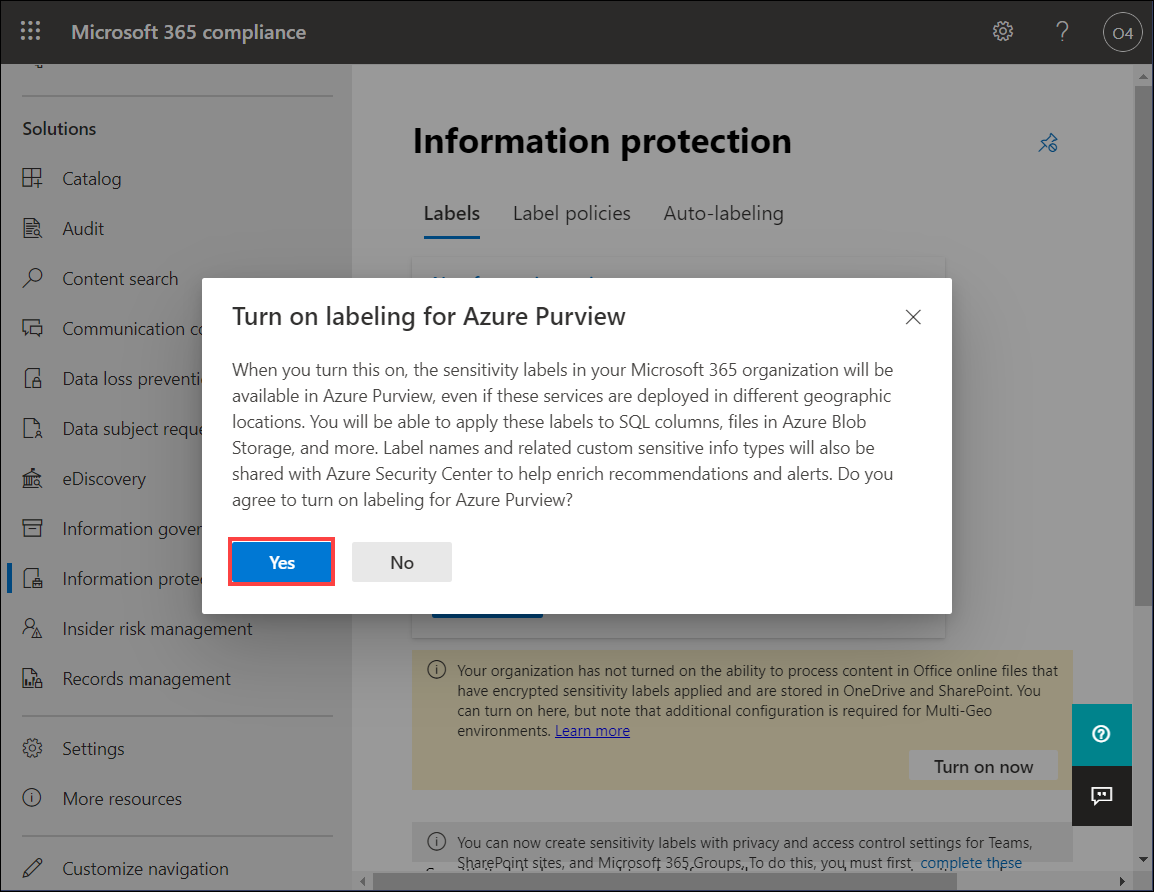 Microsoft 365 compliance
?
O4
Solutions
Catalog
Audit
Content search
Communication
Data loss
Data subject
eDiscovery
Information
Information
Insider risk management
Records management
Settings
More resources
Customize navigation
Information protection
Labels Label policies Auto-labeling
Turn on labeling for Azure Purview
When you turn this on, the sensitivity labels in your Microsoft 365 organization will be
available in Azure Purview, even if these services are deployed in different geographic
locations. You will be able to apply these labels to SQL columns, files in Azure Blob
Storage, and more. Label names and related custom sensitive info types will also be
shared with Azure Security Center to help enrich recommendations and alerts. Do you
agree to turn on labeling for Azure Purview?
Yes No
Your organization has not turned on the ability to process content in Office online files that
have encrypted sensitivity labels applied and are stored in OneDrive and SharePoint. You
can turn on here, but note that additional configuration is required for Multi-Geo
environments. Learn more
Turn on now
You can now create sensitivity labels with privacy and access control settings for Teams,
SharePoint sites, and Microsoft 365 Groups. To do this, you must first complete these